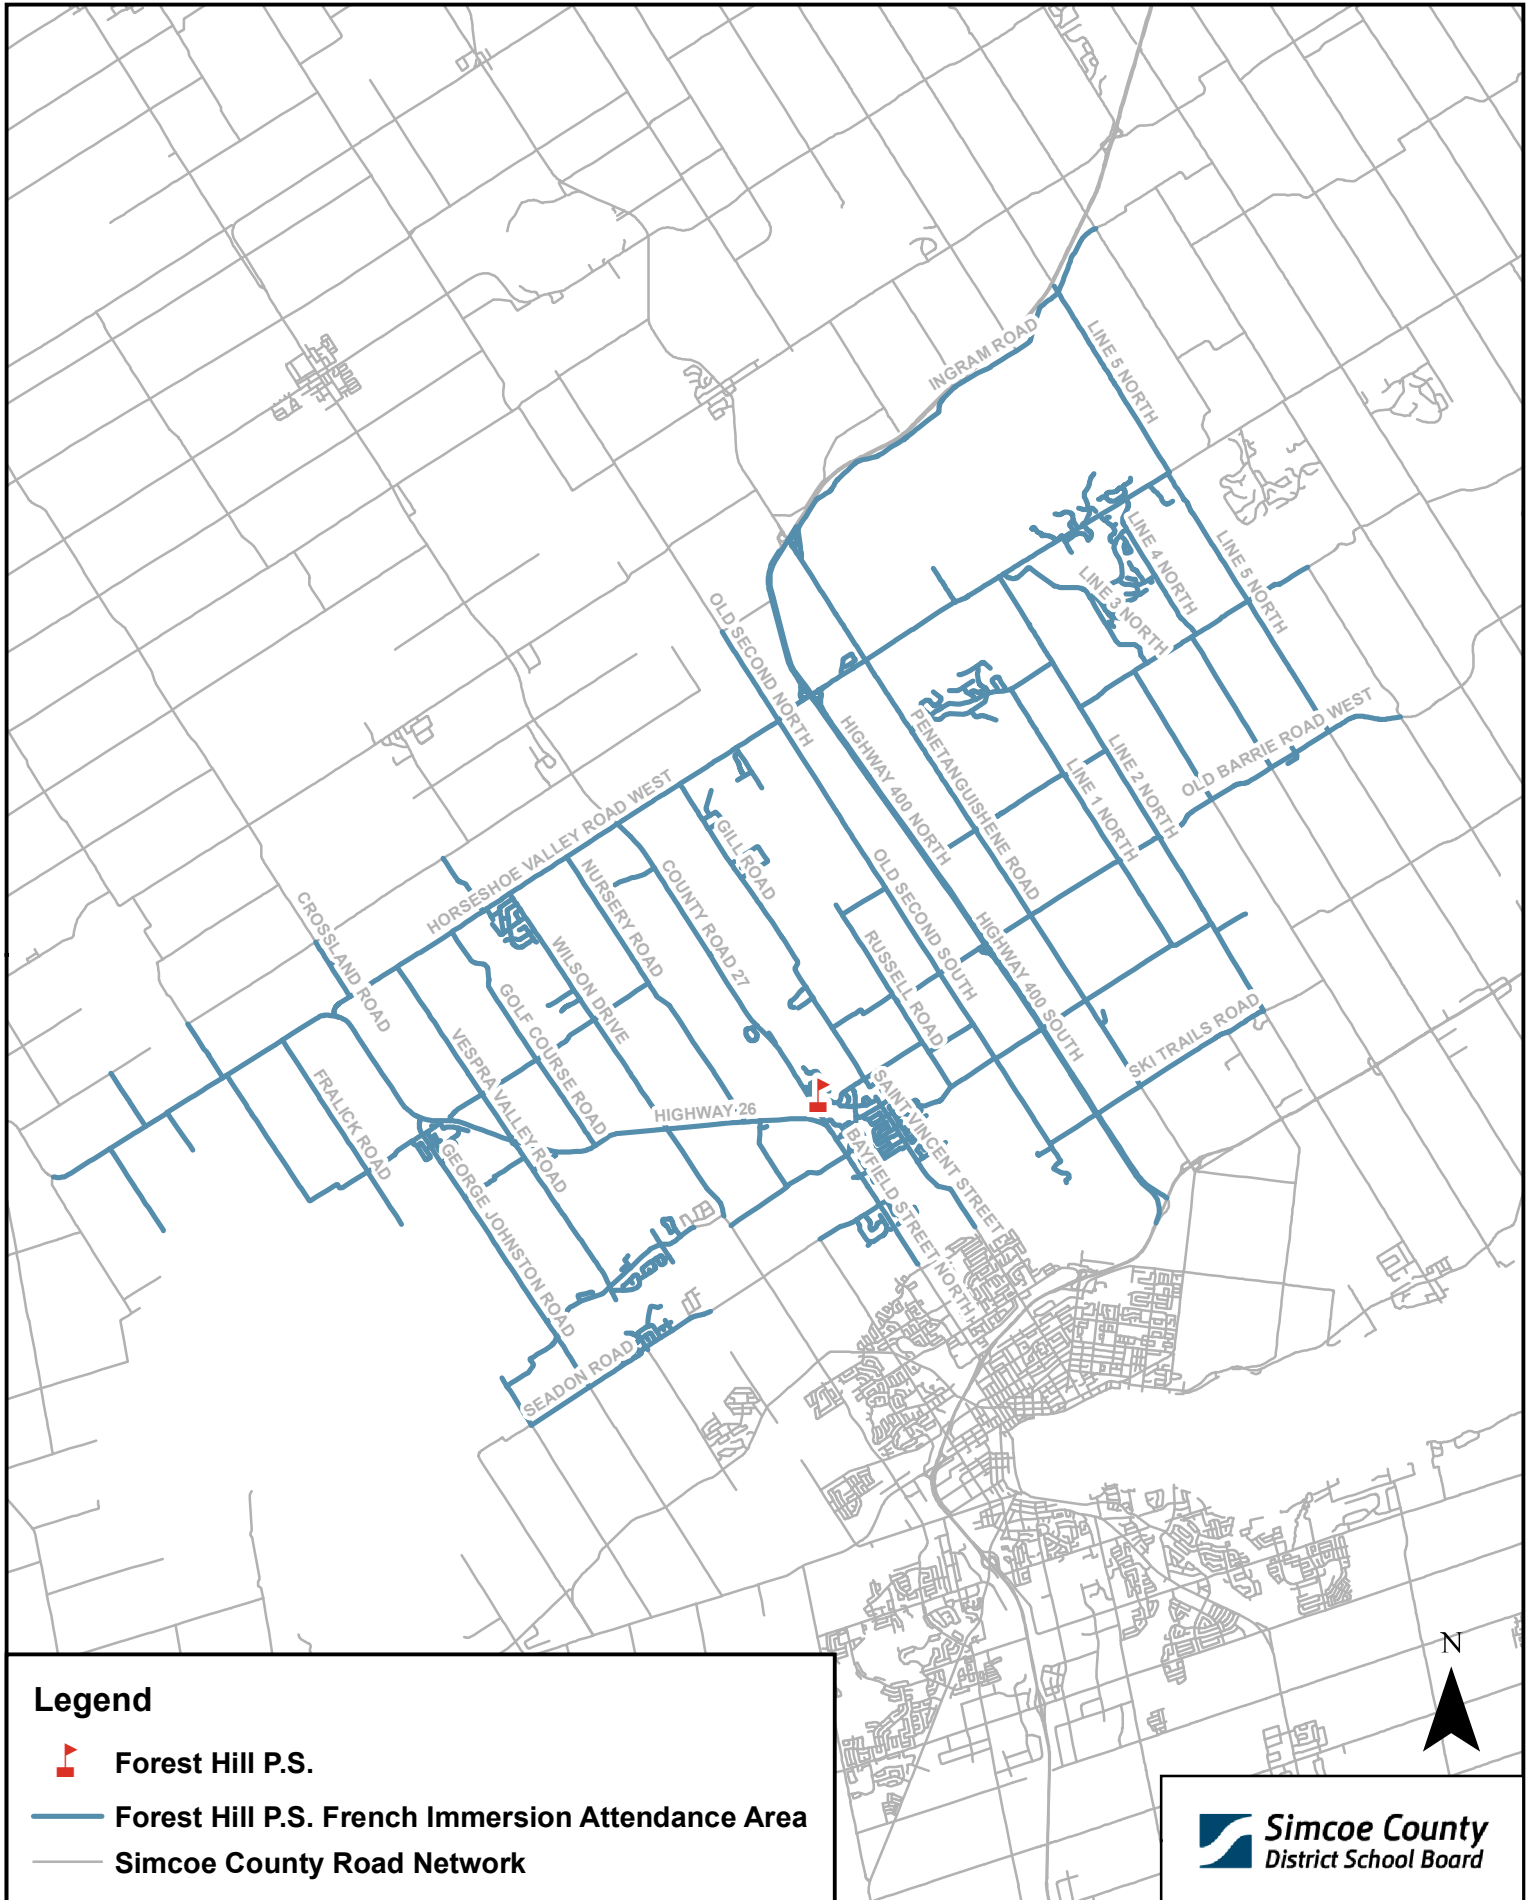 INGRAM ROAD
LINE 5 NORTH
LINE 4 NORTH
LINE 5 NORTH
LINE 3 NORTH
OLD SECOND NORTH
HIGHWAY 400 NORTH
PENETANGUISHENE ROAD
OLD BARRIE ROAD WEST
LINE 2 NORTH
LINE 1 NORTH
HORSESHOE VALLEY ROAD WEST
GILL ROAD
OLD SECOND SOUTH
NURSERY ROAD
COUNTY ROAD 27
CROSSLAND ROAD
HIGHWAY 400 SOUTH
RUSSELL ROAD
WILSON DRIVE
GOLF COURSE ROAD
SKI TRAILS ROAD
VESPRA VALLEY ROAD
FRALICK ROAD
SAINT VINCENT STREET
HIGHWAY 26
BAYFIELD STREET NORTH
GEORGE JOHNSTON ROAD
SEADON ROAD
N
Legend
Forest Hill P.S.
Forest Hill P.S. French Immersion Attendance Area
Simcoe County Road Network
Simcoe County
District School Board